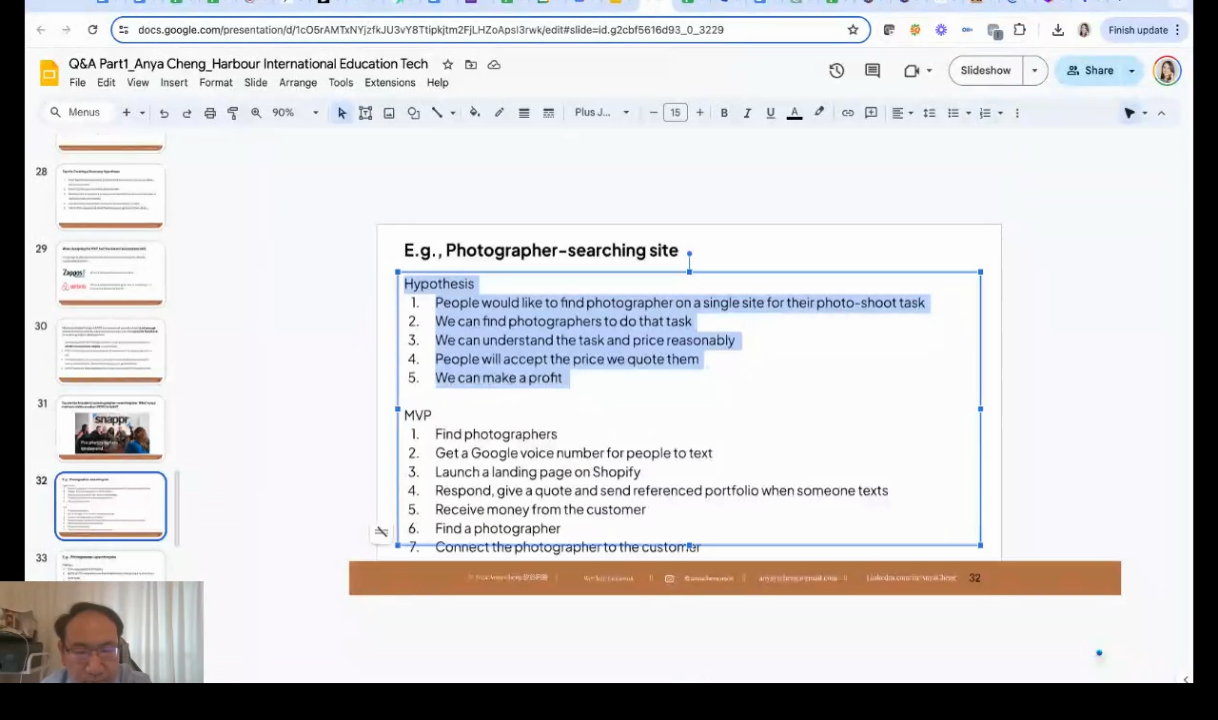 docs.google.com/presentation/d/1cO5rAMTxNYjzfkJU3vY8Ttipkjtm2FjLHZoApsI3rwk/edit#slide=id.g2cbf5616d93_0_3229
Finish update
Q&A Part1_Anya Cheng_Harbour International Education Tech
File Edit View Insert Format Slide Arrange Tools Extensions Help
Slideshow
Share
Menus
90%
Plus J...
15
B I U A
28
29
Zappos
airbnb
30
31
snappr
32
33
E.g., Photographer-searching site
Hypothesis
1. People would like to find photographer on a single site for their photo-shoot task
2. We can find photographers to do that task
3. We can understand the task and price reasonably
4. People will accept the price we quote them
5. We can make a profit
MVP
1. Find photographers
2. Get a Google voice number for people to text
3. Launch a landing page on Shopify
4. Respond, give a quote and send referenced portfolio when someone texts
5. Receive money from the customer
6. Find a photographer
7. Connect the photographer to the customer
32